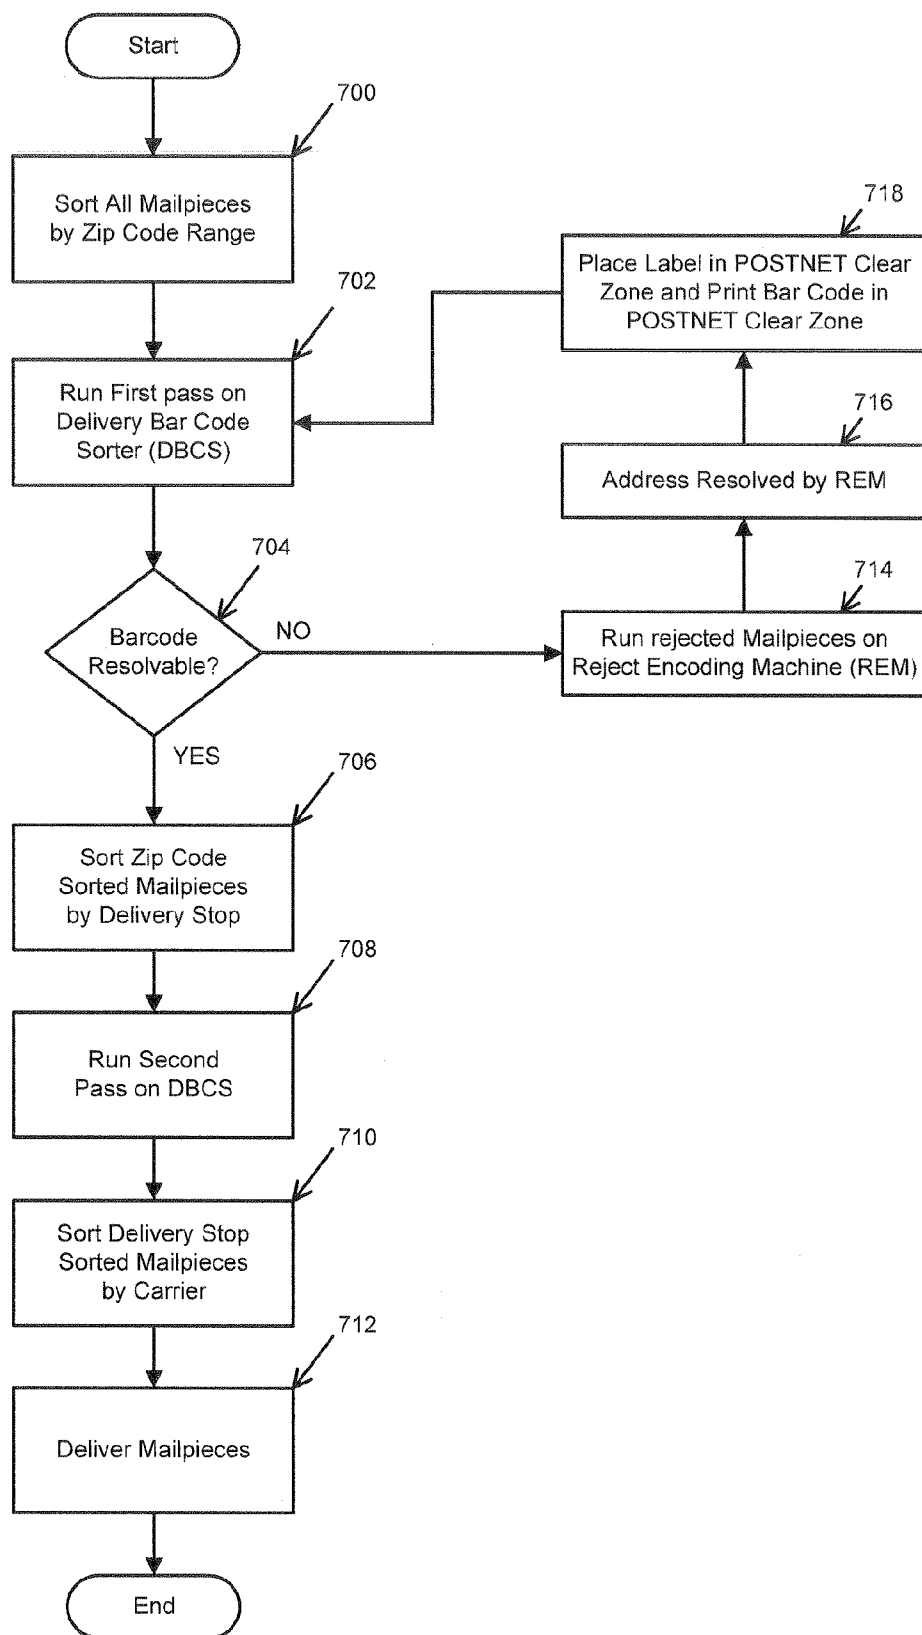 Start
700
Sort All Mailpieces
by Zip Code Range
702
Run First pass on
Delivery Bar Code
Sorter (DBCS)
704
Barcode
Resolvable?
NO
YES
706
Sort Zip Code
Sorted Mailpieces
by Delivery Stop
708
Run Second
Pass on DBCS
710
Sort Delivery Stop
Sorted Mailpieces
by Carrier
712
Deliver Mailpieces
End
714
Run rejected Mailpieces on
Reject Encoding Machine (REM)
716
Address Resolved by REM
718
Place Label in POSTNET Clear
Zone and Print Bar Code in
POSTNET Clear Zone